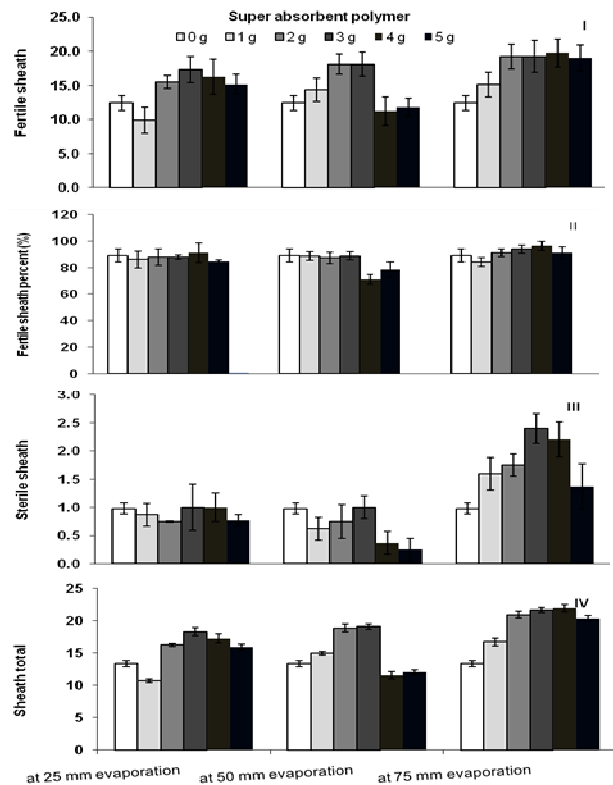 Super absorbent polymer
0 g 1 g 2 g 3 g 4 g 5 g
I
Fertile sheath
25.0
20.0
15.0
10.0
5.0
0.0
II
Fertile sheath percent (%)
120
100
80
60
40
20
0
III
Sterile sheath
3.0
2.5
2.0
1.5
1.0
0.5
0.0
IV
Sheath total
25
20
15
10
5
0
at 25 mm evaporation at 50 mm evaporation at 75 mm evaporation